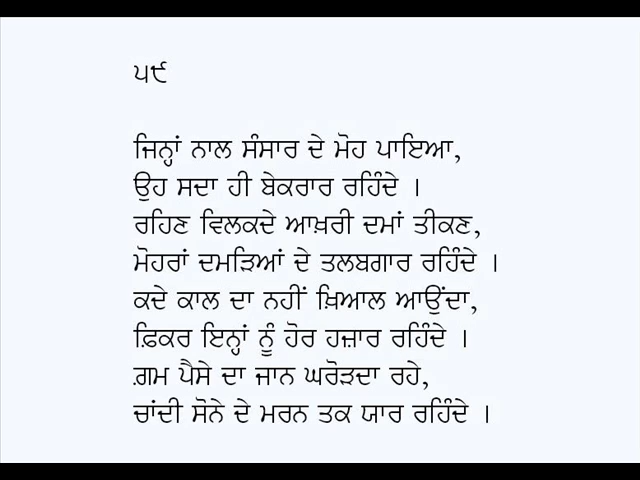 ਪ੯
ਜਿਨ੍ਹਾਂ ਨਾਲ ਸੰਸਾਰ ਦੇ ਮੋਹ ਪਾਇਆ,
ਉਹ ਸਦਾ ਹੀ ਬੇਕਰਾਰ ਰਹਿੰਦੇ ।
ਰਹਿਣ ਵਿਲਕਦੇ ਆਖ਼ਰੀ ਦਮਾਂ ਤੀਕਣ,
ਮੋਹਰਾਂ ਦਮੜਿਆਂ ਦੇ ਤਲਬਗਾਰ ਰਹਿੰਦੇ ।
ਕਦੇ ਕਾਲ ਦਾ ਨਹੀਂ ਖ਼ਿਆਲ ਆਉਂਦਾ,
ਫ਼ਿਕਰ ਇਨ੍ਹਾਂ ਨੂੰ ਹੋਰ ਹਜ਼ਾਰ ਰਹਿੰਦੇ ।
ਗ਼ਮ ਪੈਸੇ ਦਾ ਜਾਨ ਘਰੋੜਦਾ ਰਹੇ,
ਚਾਂਦੀ ਸੋਨੇ ਦੇ ਮਰਨ ਤਕ ਯਾਰ ਰਹਿੰਦੇ ।